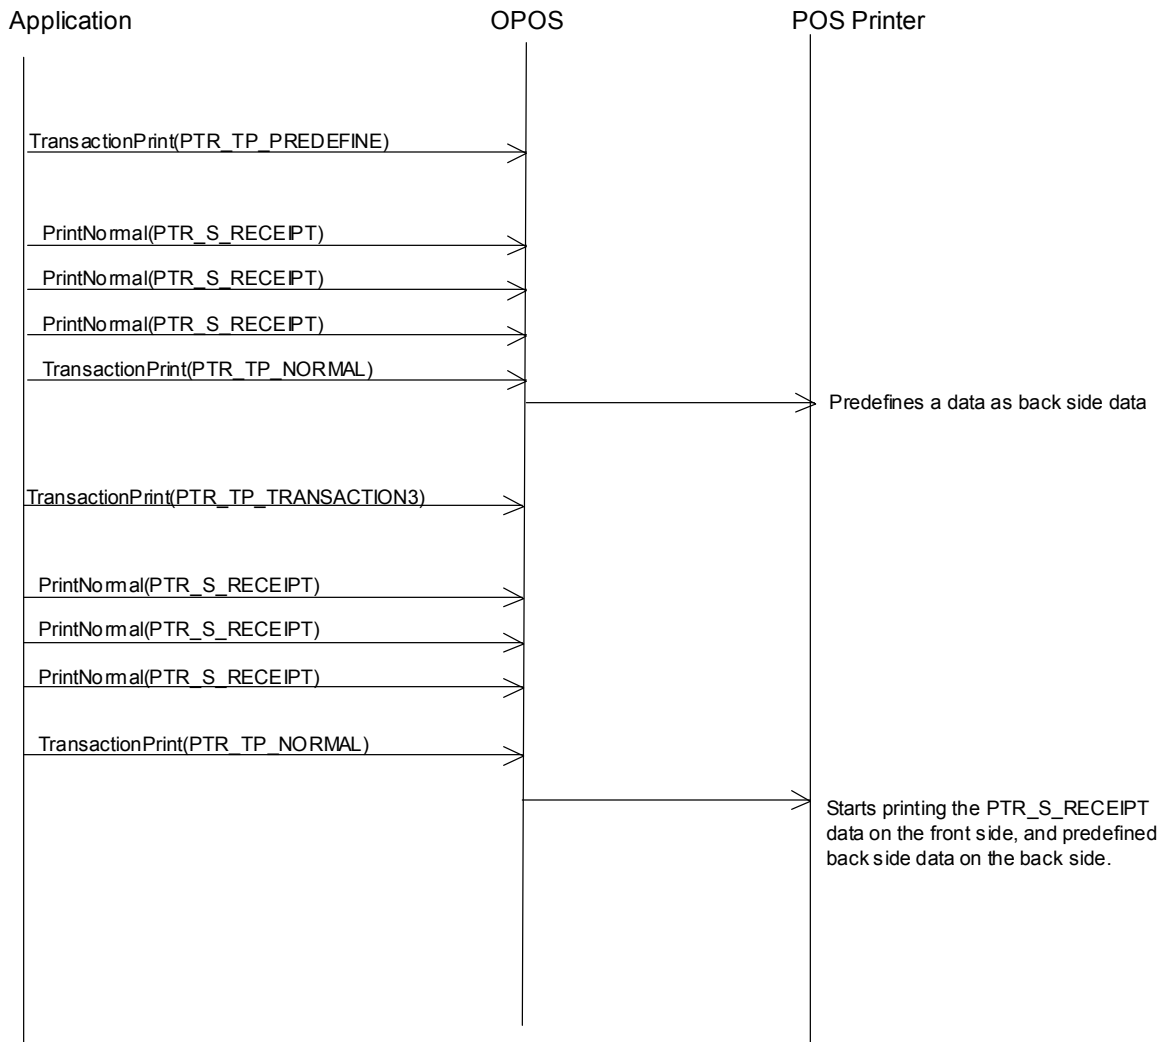 Application
OPOS
POS Printer
TransactionPrint(PTR_TP_PREDEFINE)
PrintNormal(PTR_S_RECEIPT)
PrintNormal(PTR_S_RECEIPT)
PrintNormal(PTR_S_RECEIPT)
TransactionPrint(PTR_TP_NORMAL)
Predefines a data as back side data
TransactionPrint(PTR_TP_TRANSACTION3)
PrintNormal(PTR_S_RECEIPT)
PrintNormal(PTR_S_RECEIPT)
PrintNormal(PTR_S_RECEIPT)
TransactionPrint(PTR_TP_NORMAL)
Starts printing the PTR_S_RECEIPT
data on the front side, and predefined
back side data on the back side.